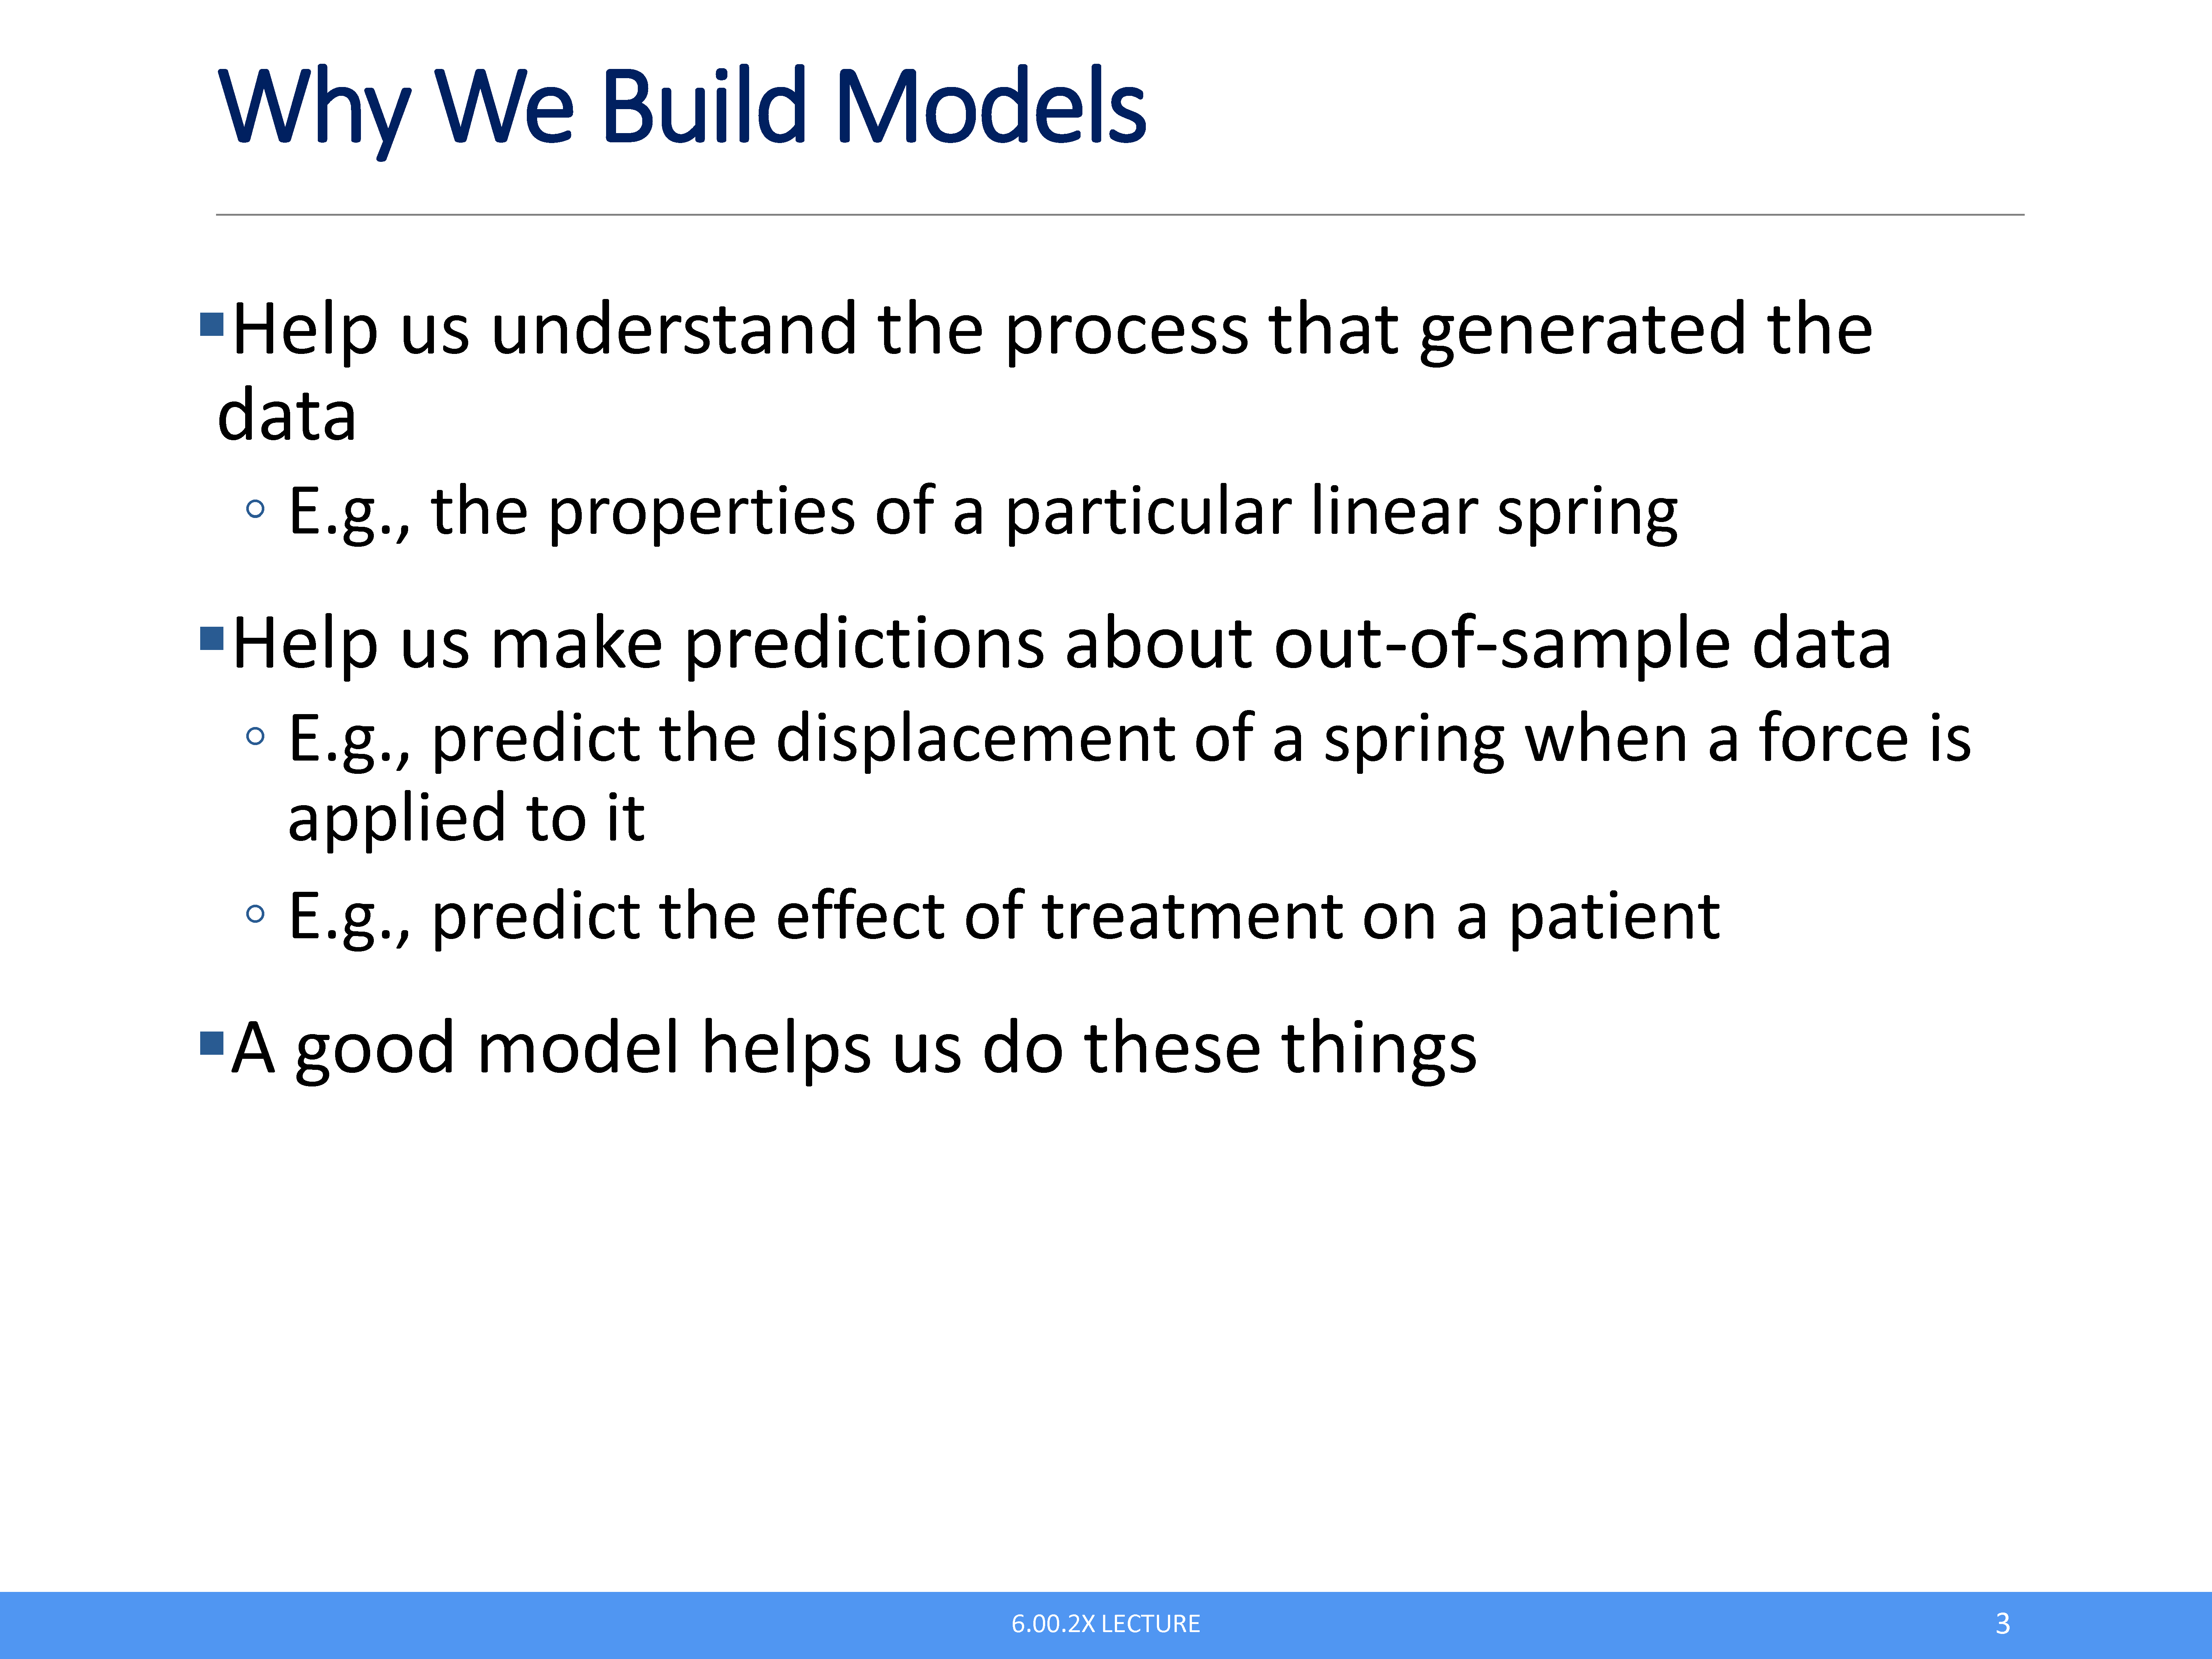 Why We Build Models
▪Help us understand the process that generated the
data
◦ E.g., the properties of a particular linear spring
▪Help us make predictions about out-of-sample data
◦ E.g., predict the displacement of a spring when a force is
applied to it
◦ E.g., predict the effect of treatment on a patient
▪A good model helps us do these things
6.00.2X LECTURE
3